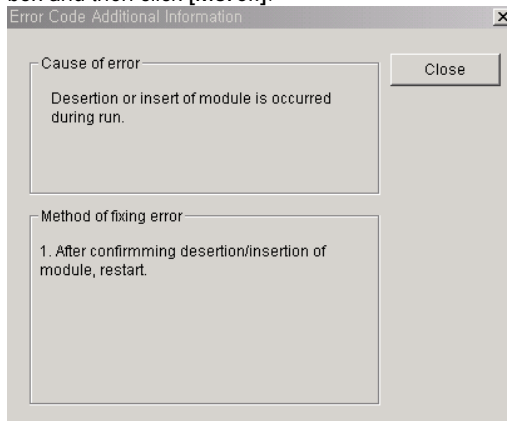 Error Code Additional Information
Cause of error
Close
Desertion or insert of module is occurred
during run.
Method of fixing error
1. After confirmming desertion/insertion of
module, restart.